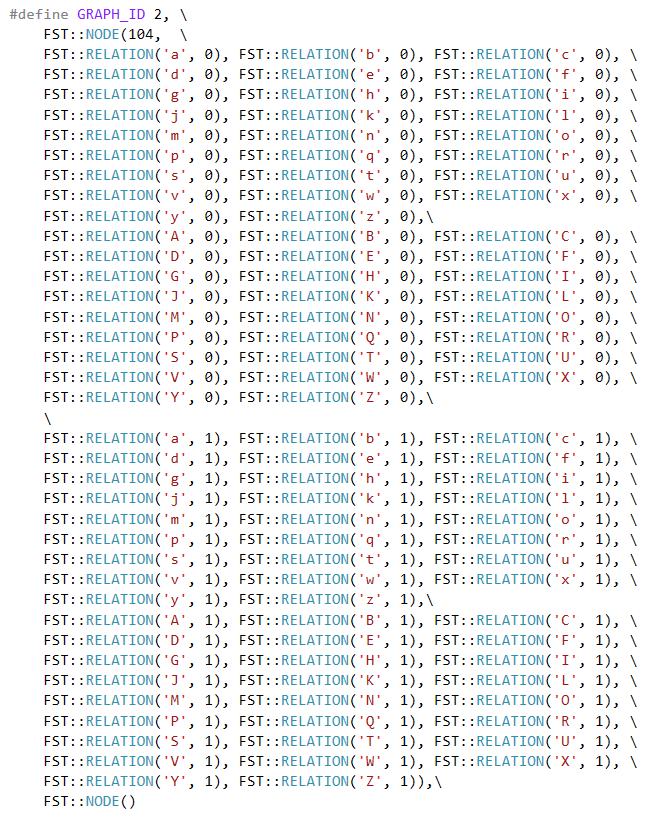 #define GRAPH_ID 2, \
FST::NODE(104,  \
FST::RELATION('a', 0), FST::RELATION('b', 0), FST::RELATION('c', 0), \
FST::RELATION('d', 0), FST::RELATION('e', 0), FST::RELATION('f', 0), \
FST::RELATION('g', 0), FST::RELATION('h', 0), FST::RELATION('i', 0), \
FST::RELATION('j', 0), FST::RELATION('k', 0), FST::RELATION('l', 0), \
FST::RELATION('m', 0), FST::RELATION('n', 0), FST::RELATION('o', 0), \
FST::RELATION('p', 0), FST::RELATION('q', 0), FST::RELATION('r', 0), \
FST::RELATION('s', 0), FST::RELATION('t', 0), FST::RELATION('u', 0), \
FST::RELATION('v', 0), FST::RELATION('w', 0), FST::RELATION('x', 0), \
FST::RELATION('y', 0), FST::RELATION('z', 0),\
FST::RELATION('A', 0), FST::RELATION('B', 0), FST::RELATION('C', 0), \
FST::RELATION('D', 0), FST::RELATION('E', 0), FST::RELATION('F', 0), \
FST::RELATION('G', 0), FST::RELATION('H', 0), FST::RELATION('I', 0), \
FST::RELATION('J', 0), FST::RELATION('K', 0), FST::RELATION('L', 0), \
FST::RELATION('M', 0), FST::RELATION('N', 0), FST::RELATION('O', 0), \
FST::RELATION('P', 0), FST::RELATION('Q', 0), FST::RELATION('R', 0), \
FST::RELATION('S', 0), FST::RELATION('T', 0), FST::RELATION('U', 0), \
FST::RELATION('V', 0), FST::RELATION('W', 0), FST::RELATION('X', 0), \
FST::RELATION('Y', 0), FST::RELATION('Z', 0),\
\
FST::RELATION('a', 1), FST::RELATION('b', 1), FST::RELATION('c', 1), \
FST::RELATION('d', 1), FST::RELATION('e', 1), FST::RELATION('f', 1), \
FST::RELATION('g', 1), FST::RELATION('h', 1), FST::RELATION('i', 1), \
FST::RELATION('j', 1), FST::RELATION('k', 1), FST::RELATION('l', 1), \
FST::RELATION('m', 1), FST::RELATION('n', 1), FST::RELATION('o', 1), \
FST::RELATION('p', 1), FST::RELATION('q', 1), FST::RELATION('r', 1), \
FST::RELATION('s', 1), FST::RELATION('t', 1), FST::RELATION('u', 1), \
FST::RELATION('v', 1), FST::RELATION('w', 1), FST::RELATION('x', 1), \
FST::RELATION('y', 1), FST::RELATION('z', 1),\
FST::RELATION('A', 1), FST::RELATION('B', 1), FST::RELATION('C', 1), \
FST::RELATION('D', 1), FST::RELATION('E', 1), FST::RELATION('F', 1), \
FST::RELATION('G', 1), FST::RELATION('H', 1), FST::RELATION('I', 1), \
FST::RELATION('J', 1), FST::RELATION('K', 1), FST::RELATION('L', 1), \
FST::RELATION('M', 1), FST::RELATION('N', 1), FST::RELATION('O', 1), \
FST::RELATION('P', 1), FST::RELATION('Q', 1), FST::RELATION('R', 1), \
FST::RELATION('S', 1), FST::RELATION('T', 1), FST::RELATION('U', 1), \
FST::RELATION('V', 1), FST::RELATION('W', 1), FST::RELATION('X', 1), \
FST::RELATION('Y', 1), FST::RELATION('Z', 1)),\
FST::NODE()